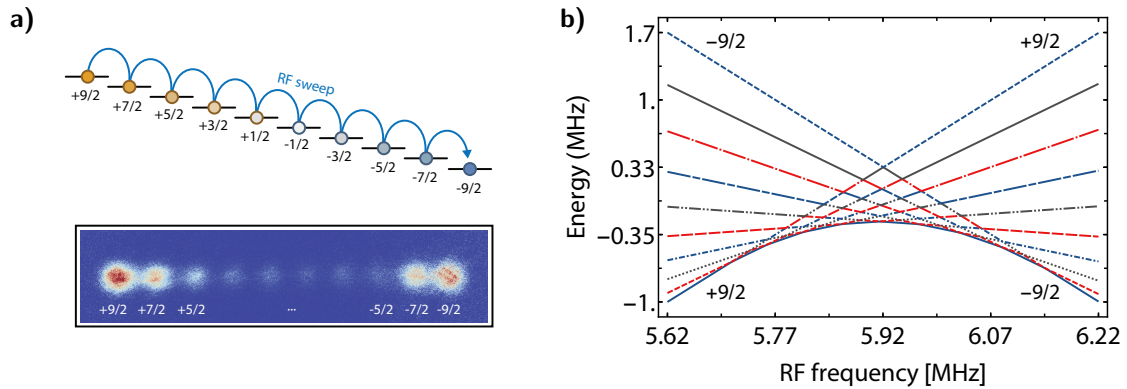 a)
RF sweep
+9/2
+7/2
+5/2
+3/2
+1/2
-1/2
-3/2
-5/2
-7/2
-9/2
+9/2 +7/2 +5/2 ... -5/2 -7/2 -9/2
b)
Energy (MHz)
1.7
1.
0.33
−0.35
−1.
−9/2 +9/2
+9/2 −9/2
5.62 5.77 5.92 6.07 6.22
RF frequency [MHz]